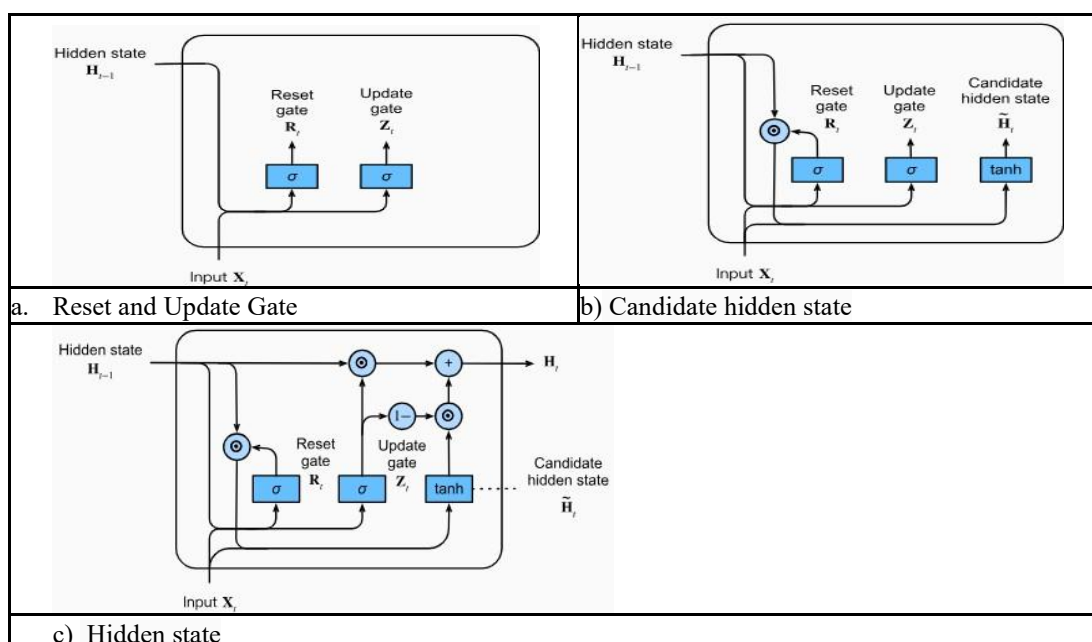 Hidden state
H_{t−1}
Reset
gate
R_t
Update
gate
Z_t
σ
σ
Input X_t
a. Reset and Update Gate
Hidden state
H_{t−1}
Reset
gate
R_t
Update
gate
Z_t
Candidate
hidden state
H̃_t
⊙
σ
σ
tanh
Input X_t
b) Candidate hidden state
Hidden state
H_{t−1}
⊙
+
H_t
1−
⊙
⊙
Reset
gate
R_t
Update
gate
Z_t
σ
σ
tanh
Candidate
hidden state
H̃_t
Input X_t
c) Hidden state